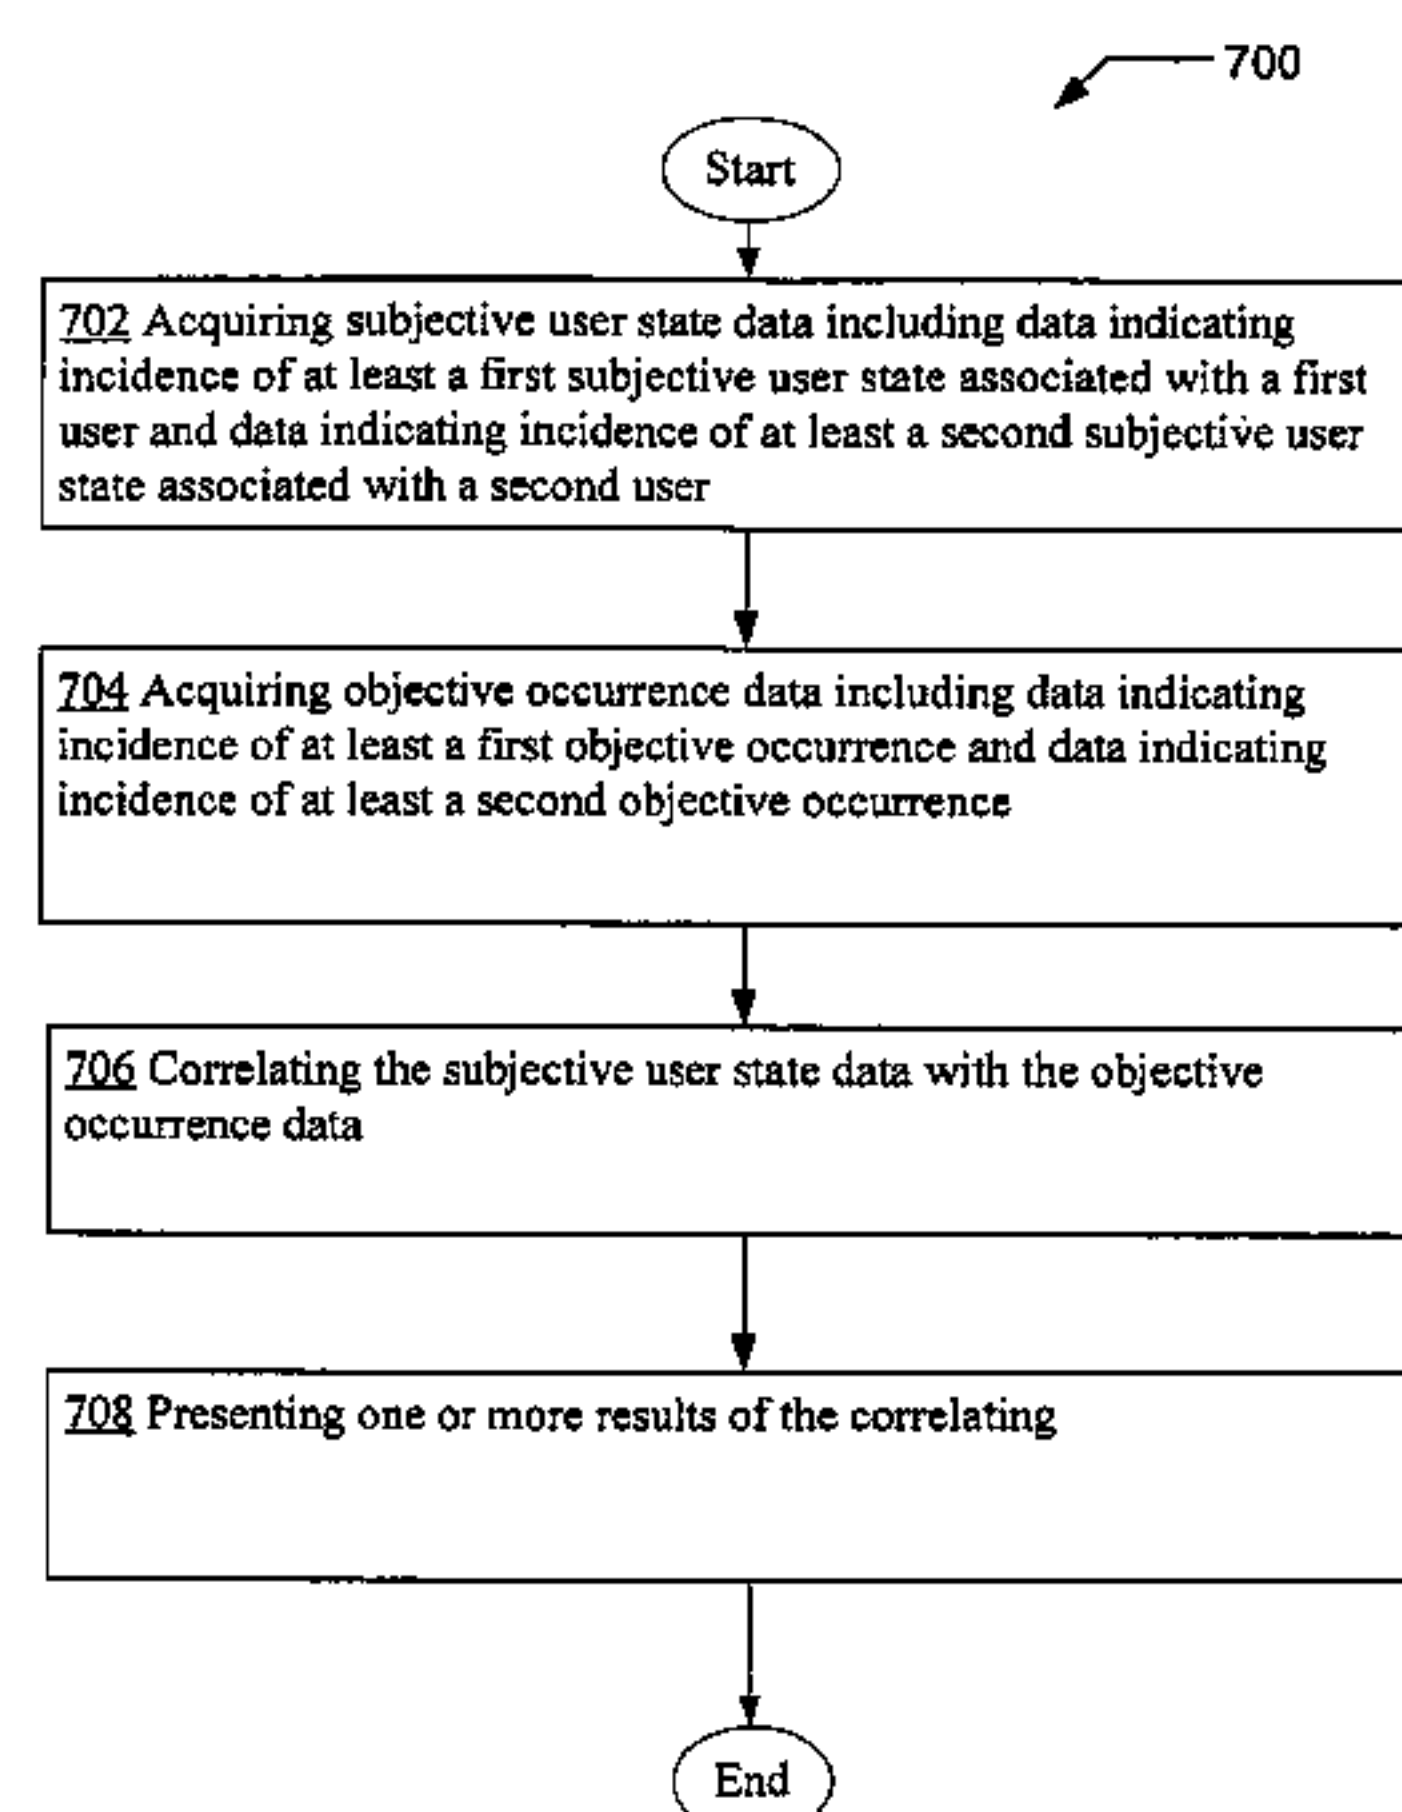 700
Start
702 Acquiring subjective user state data including data indicating
incidence of at least a first subjective user state associated with a first
user and data indicating incidence of at least a second subjective user
state associated with a second user
704 Acquiring objective occurrence data including data indicating
incidence of at least a first objective occurrence and data indicating
incidence of at least a second objective occurrence
706 Correlating the subjective user state data with the objective
occurrence data
708 Presenting one or more results of the correlating
End